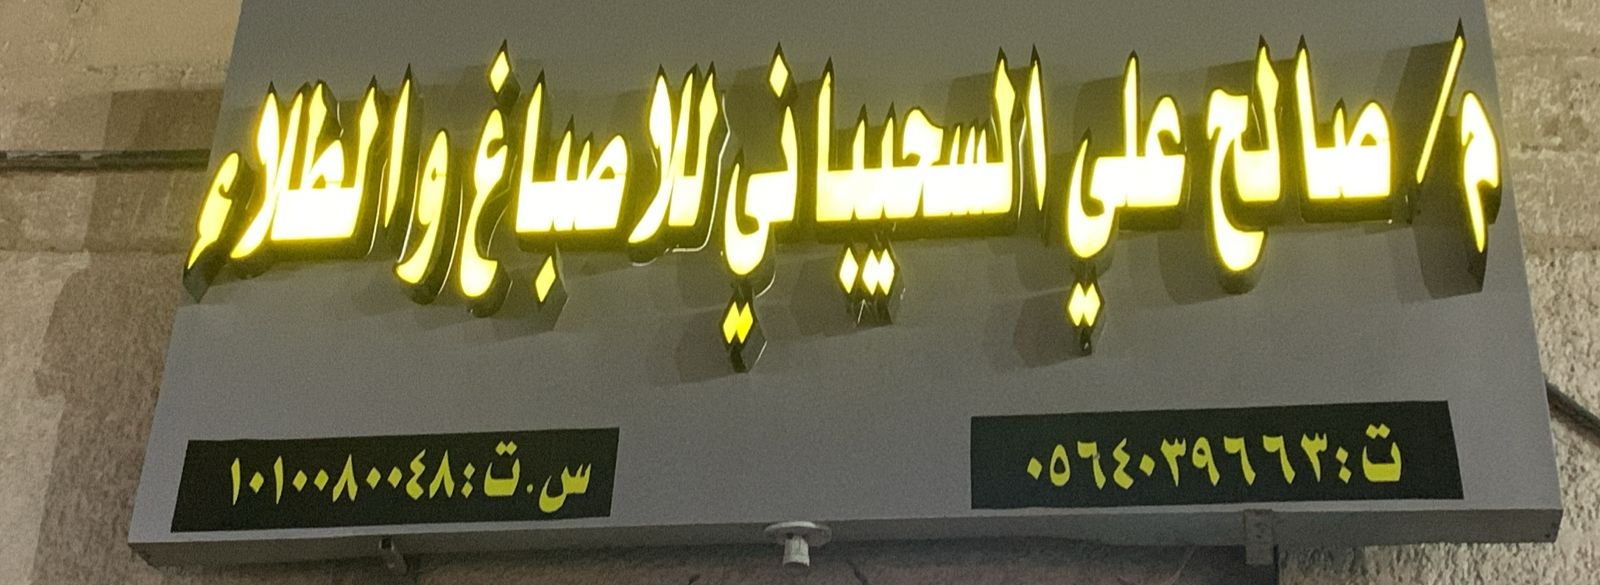 م/ صالح علي السحيباني للاصباغ والطلاء
ت:٠٥٦٤٠٣٩٦٦٣
س.ت:١٠١٠٠٨٠٠٤٨